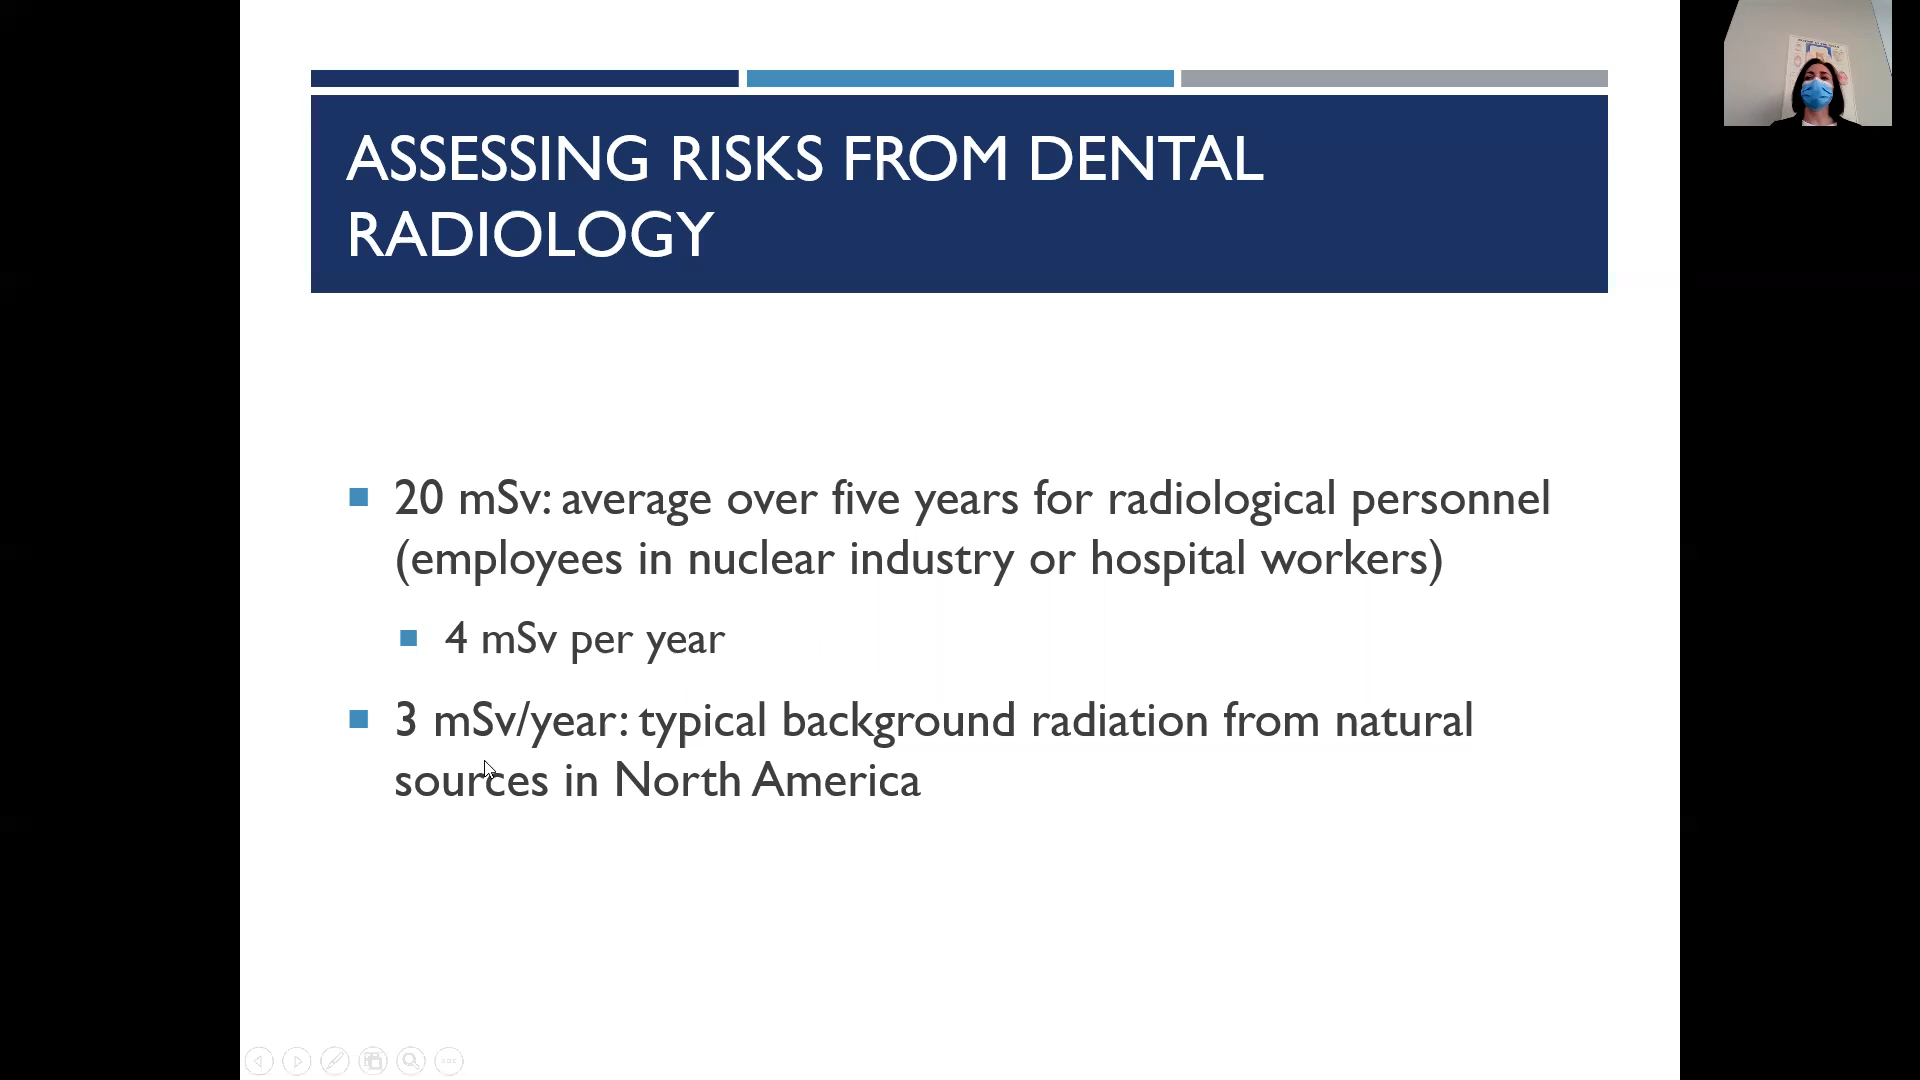 ASSESSING RISKS FROM DENTAL
RADIOLOGY
20 mSv: average over five years for radiological personnel
(employees in nuclear industry or hospital workers)
4 mSv per year
3 mSv/year: typical background radiation from natural
sources in North America